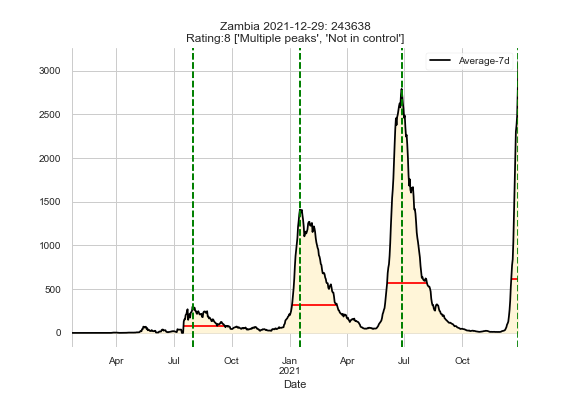 Zambia 2021-12-29: 243638
Rating:8 ['Multiple peaks', 'Not in control']
Average-7d
3000
2500
2000
1500
1000
500
0
Apr Jul Oct Jan Apr Jul Oct
2021
Date